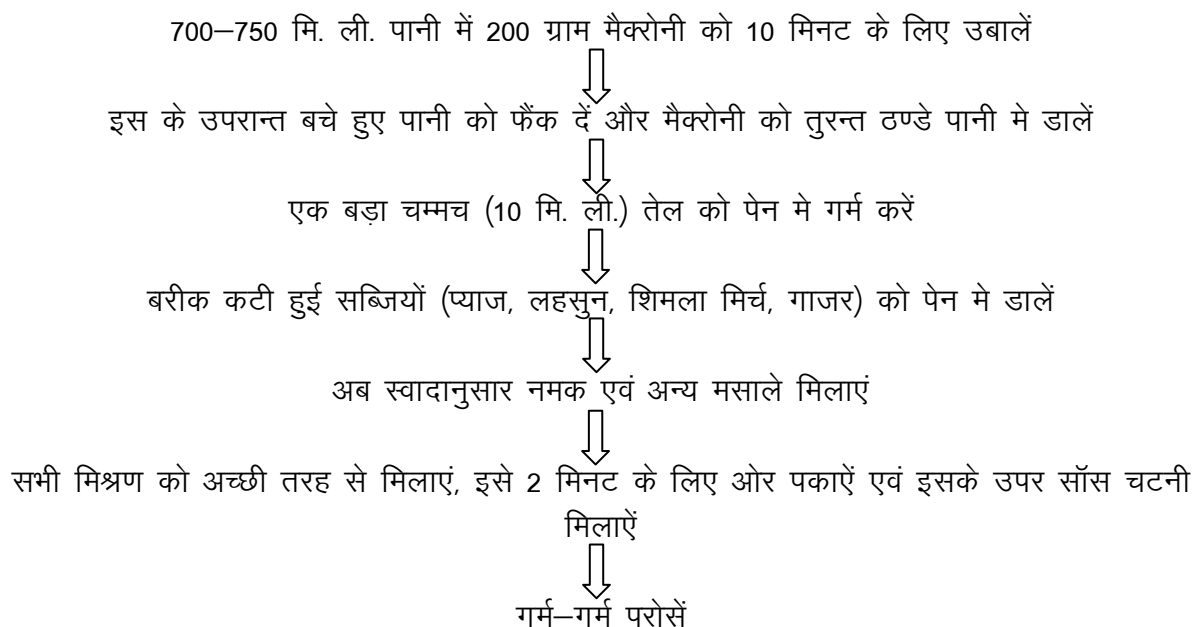 700–750 मि. ली. पानी में 200 ग्राम मैक्रोनी को 10 मिनट के लिए उबालें
इस के उपरान्त बचे हुए पानी को फैंक दें और मैक्रोनी को तुरन्त ठण्डे पानी मे डालें
एक बड़ा चम्मच (10 मि. ली.) तेल को पेन मे गर्म करें
बरीक कटी हुई सब्जियों (प्याज, लहसुन, शिमला मिर्च, गाजर) को पेन मे डालें
अब स्वादानुसार नमक एवं अन्य मसाले मिलाएं
सभी मिश्रण को अच्छी तरह से मिलाएं, इसे 2 मिनट के लिए ओर पकाऐं एवं इसके उपर सॉस चटनी
मिलाऐं
गर्म–गर्म परोसें